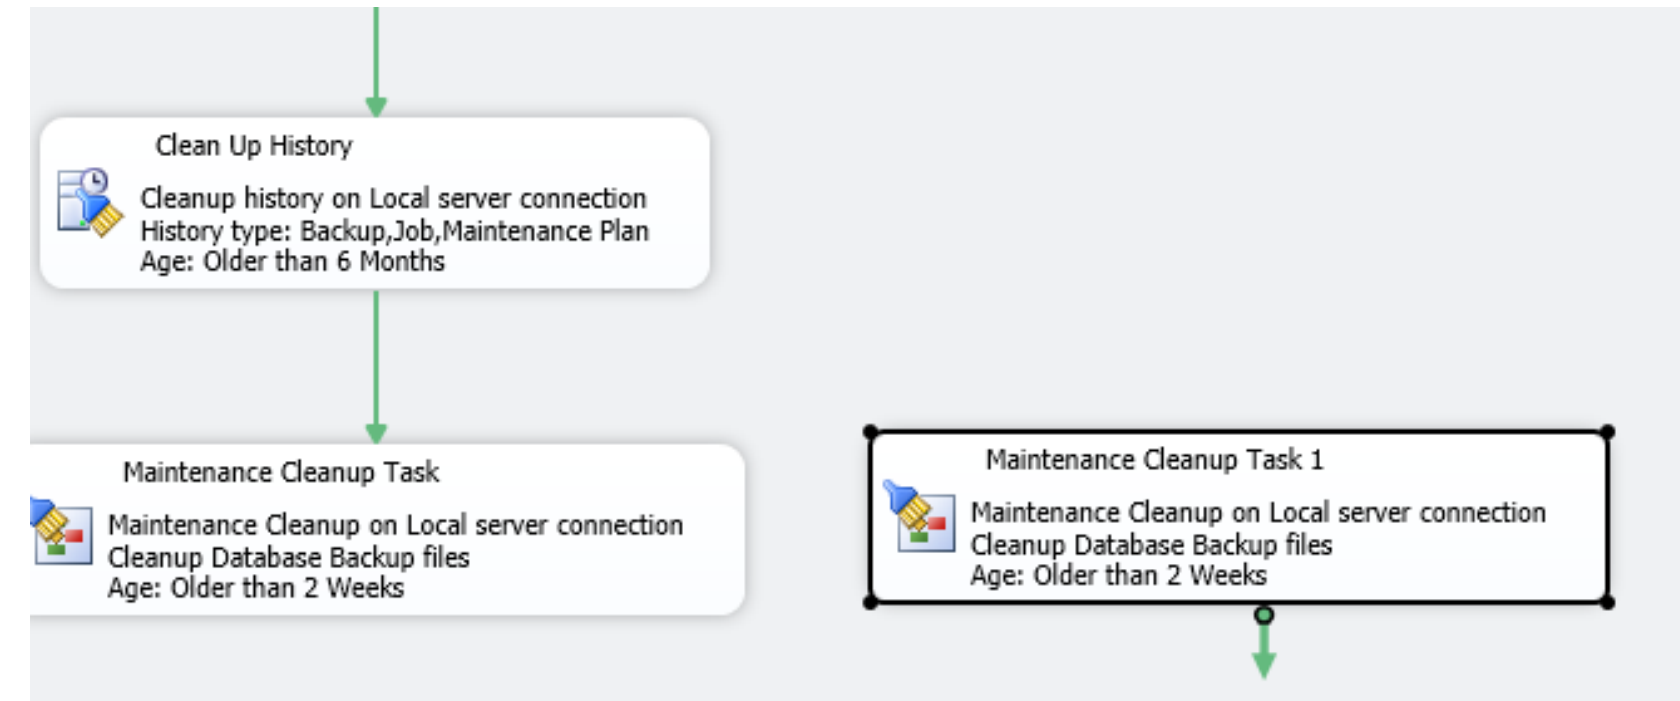 Clean Up History
Cleanup history on Local server connection
History type: Backup,Job,Maintenance Plan
Age: Older than 6 Months
Maintenance Cleanup Task
Maintenance Cleanup on Local server connection
Cleanup Database Backup files
Age: Older than 2 Weeks
Maintenance Cleanup Task 1
Maintenance Cleanup on Local server connection
Cleanup Database Backup files
Age: Older than 2 Weeks